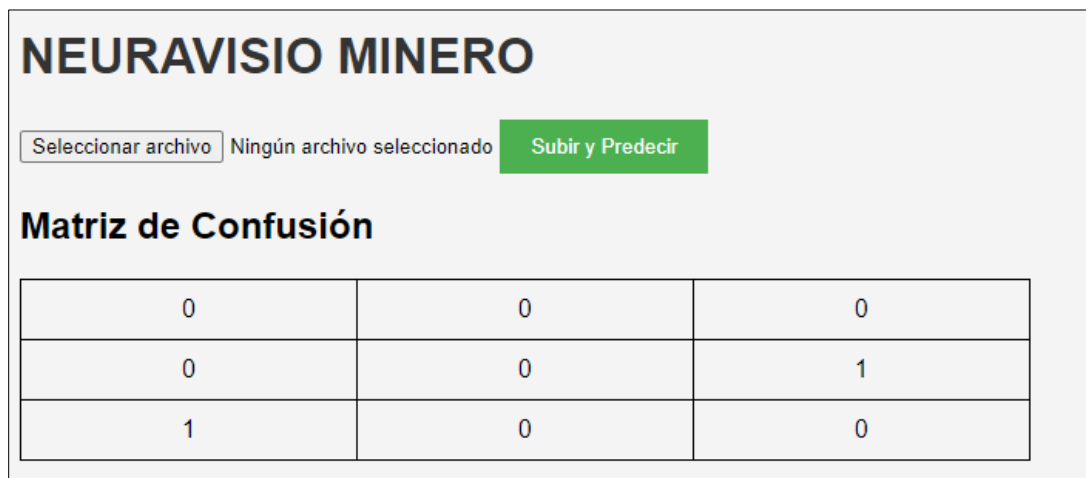 NEURAVISIO MINERO
Seleccionar archivo Ningún archivo seleccionado Subir y Predecir
Matriz de Confusión
0 0 0
0 0 1
1 0 0